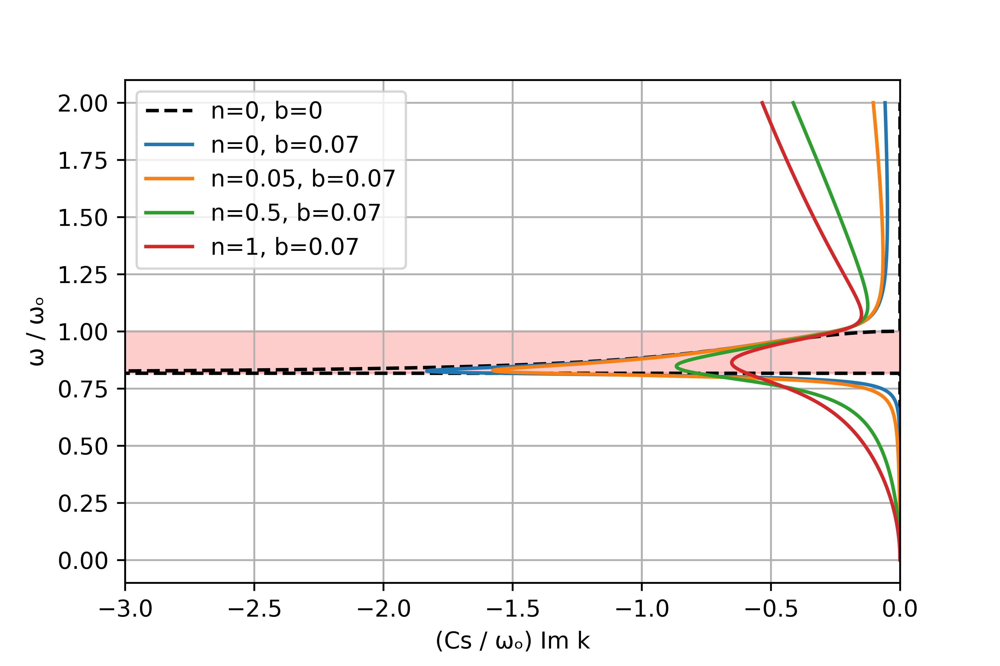 n=0, b=0
n=0, b=0.07
n=0.05, b=0.07
n=0.5, b=0.07
n=1, b=0.07
2.00
1.75
1.50
1.25
1.00
0.75
0.50
0.25
0.00
ω / ωₒ
−3.0 −2.5 −2.0 −1.5 −1.0 −0.5 0.0
(Cs / ωₒ) Im k